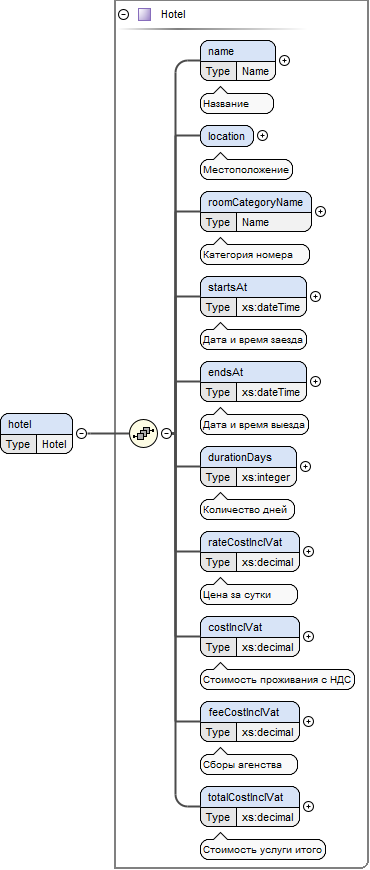 Hotel
name
Type Name
Название
location
Местоположение
roomCategoryName
Type Name
Категория номера
startsAt
Type xs:dateTime
Дата и время заезда
endsAt
Type xs:dateTime
Дата и время выезда
hotel
Type Hotel
durationDays
Type xs:integer
Количество дней
rateCostInclVat
Type xs:decimal
Цена за сутки
costInclVat
Type xs:decimal
Стоимость проживания с НДС
feeCostInclVat
Type xs:decimal
Сборы агенства
totalCostInclVat
Type xs:decimal
Стоимость услуги итого